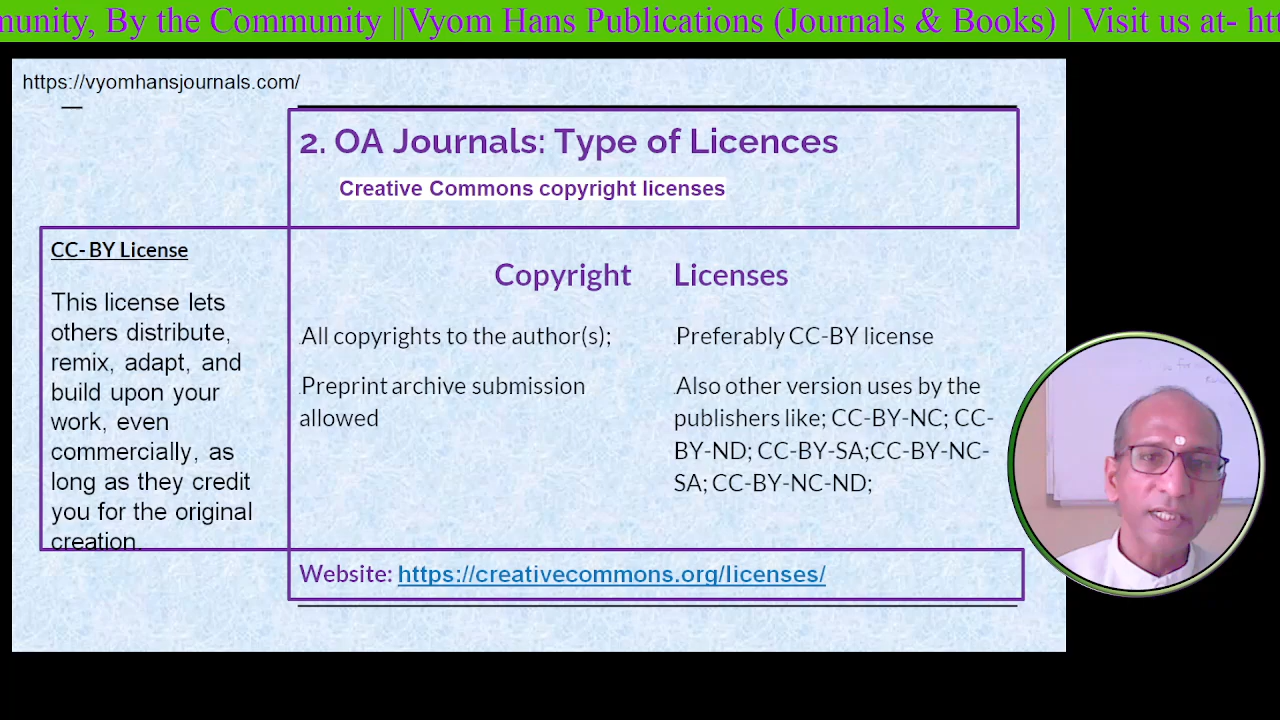 munity, By the Community ||Vyom Hans Publications (Journals & Books) | Visit us at- htt
https://vyomhansjournals.com/
2. OA Journals: Type of Licences
Creative Commons copyright licenses
CC- BY License
This license lets
others distribute,
remix, adapt, and
build upon your
work, even
commercially, as
long as they credit
you for the original
creation.
Copyright
All copyrights to the author(s);
Preprint archive submission
allowed
Licenses
Preferably CC-BY license
Also other version uses by the
publishers like; CC-BY-NC; CC-
BY-ND; CC-BY-SA;CC-BY-NC-
SA; CC-BY-NC-ND;
Website: https://creativecommons.org/licenses/